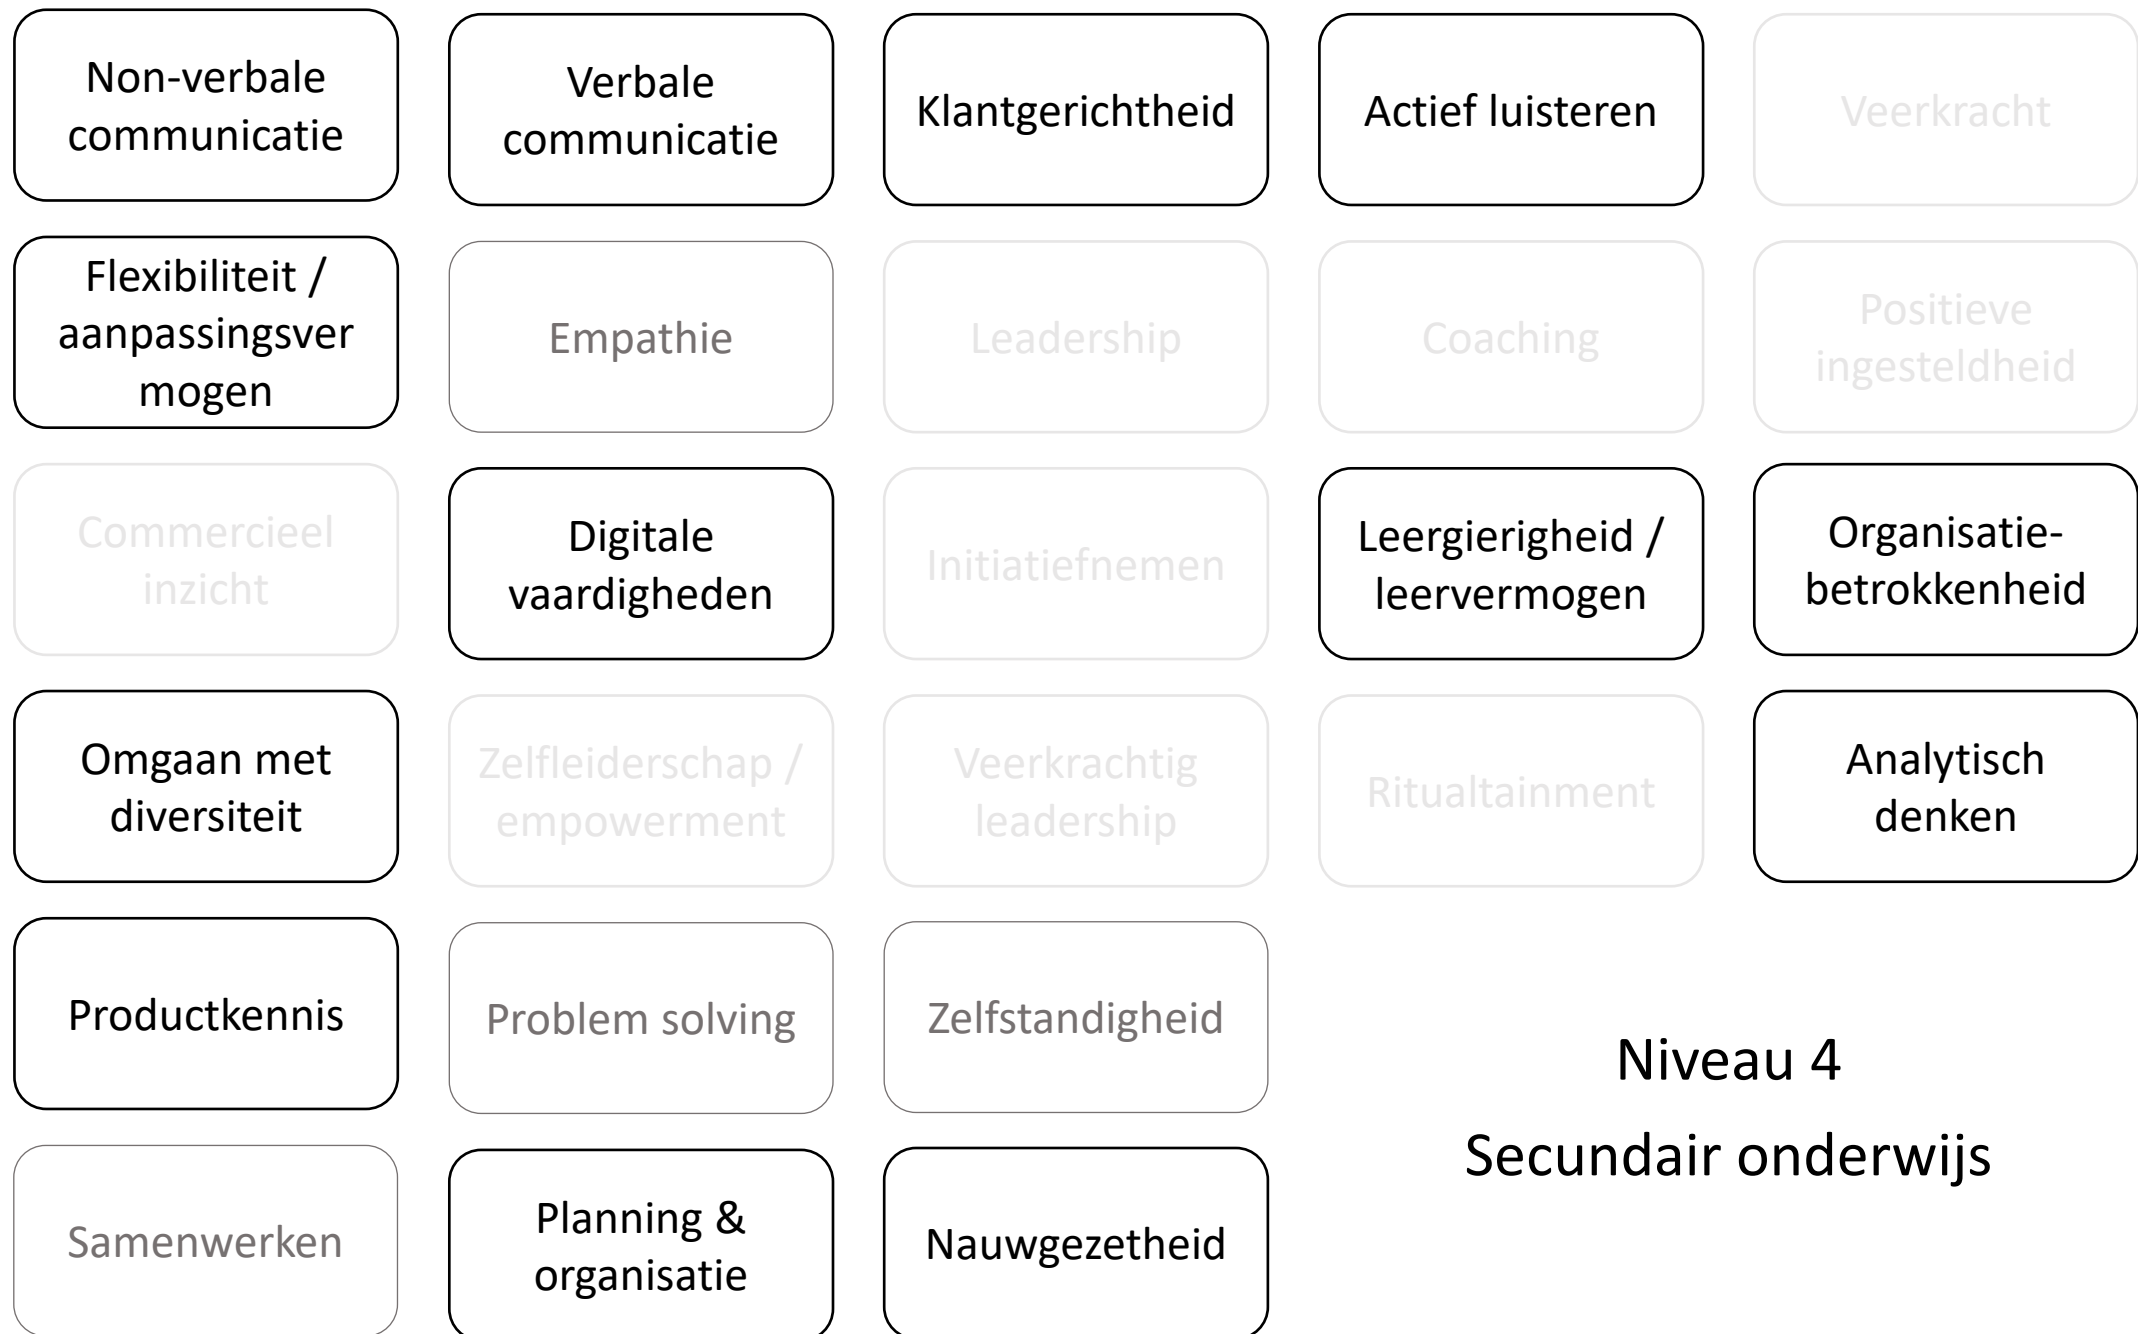 Non-verbale
communicatie
Verbale
communicatie
Klantgerichtheid
Actief luisteren
Veerkracht
Flexibiliteit /
aanpassingsver
mogen
Empathie
Leadership
Coaching
Positieve
ingesteldheid
Commercieel
inzicht
Digitale
vaardigheden
Initiatiefnemen
Leergierigheid /
leervermogen
Organisatie-
betrokkenheid
Omgaan met
diversiteit
Zelfleiderschap /
empowerment
Veerkrachtig
leadership
Ritualtainment
Analytisch
denken
Productkennis
Problem solving
Zelfstandigheid
Samenwerken
Planning &
organisatie
Nauwgezetheid
Niveau 4
Secundair onderwijs